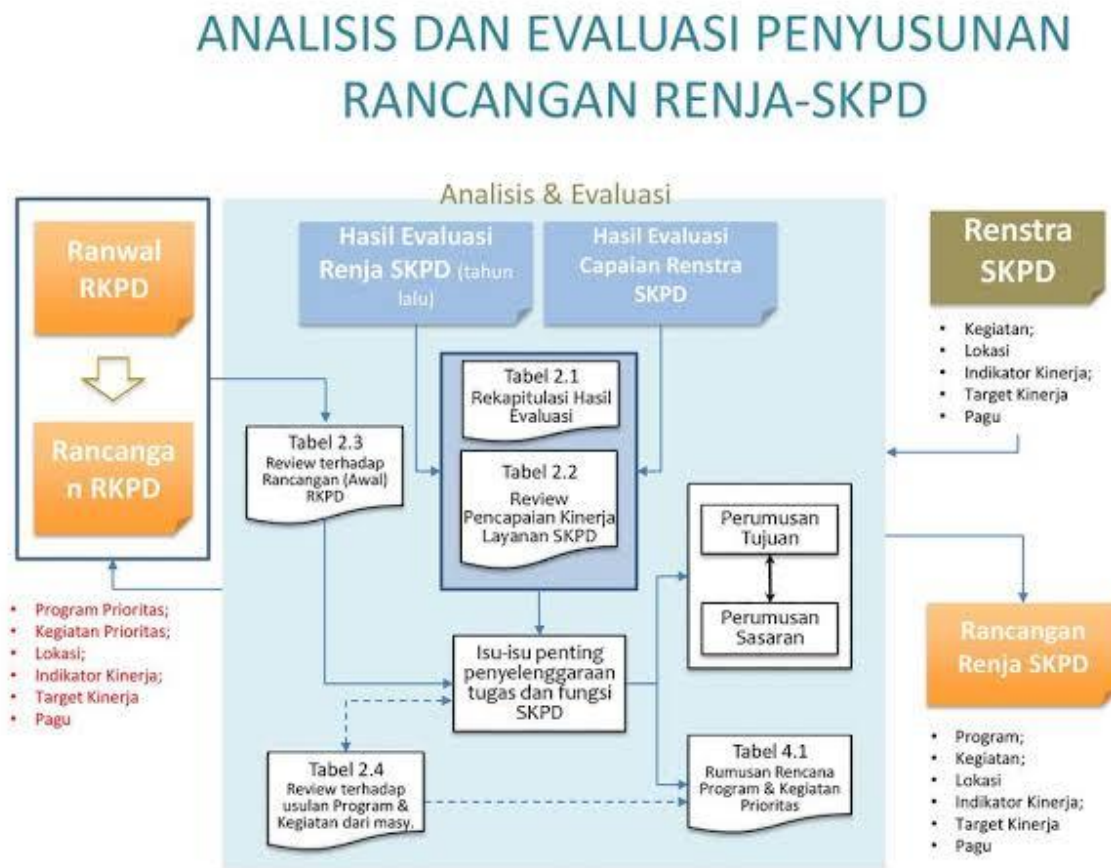 ANALISIS DAN EVALUASI PENYUSUNAN
RANCANGAN RENJA-SKPD
Analisis & Evaluasi
Ranwal
RKPD
Rancanga
n RKPD
• Program Prioritas;
• Kegiatan Prioritas;
• Lokasi;
• Indikator Kinerja;
• Target Kinerja
• Pagu
Hasil Evaluasi
Renja SKPD (tahun
lalu)
Hasil Evaluasi
Capaian Renstra
SKPD
Tabel 2.1
Rekapitulasi Hasil
Evaluasi
Tabel 2.2
Review
Pencapaian Kinerja
Layanan SKPD
Tabel 2.3
Review terhadap
Rancangan (Awal)
RKPD
Isu-isu penting
penyelenggaraan
tugas dan fungsi
SKPD
Tabel 2.4
Review terhadap
usulan Program &
Kegiatan dari masy.
Perumusan
Tujuan
Perumusan
Sasaran
Tabel 4.1
Rumusan Rencana
Program & Kegiatan
Prioritas
Renstra
SKPD
• Kegiatan;
• Lokasi
• Indikator Kinerja;
• Target Kinerja
• Pagu
Rancangan
Renja SKPD
• Program;
• Kegiatan;
• Lokasi
• Indikator Kinerja;
• Target Kinerja
• Pagu